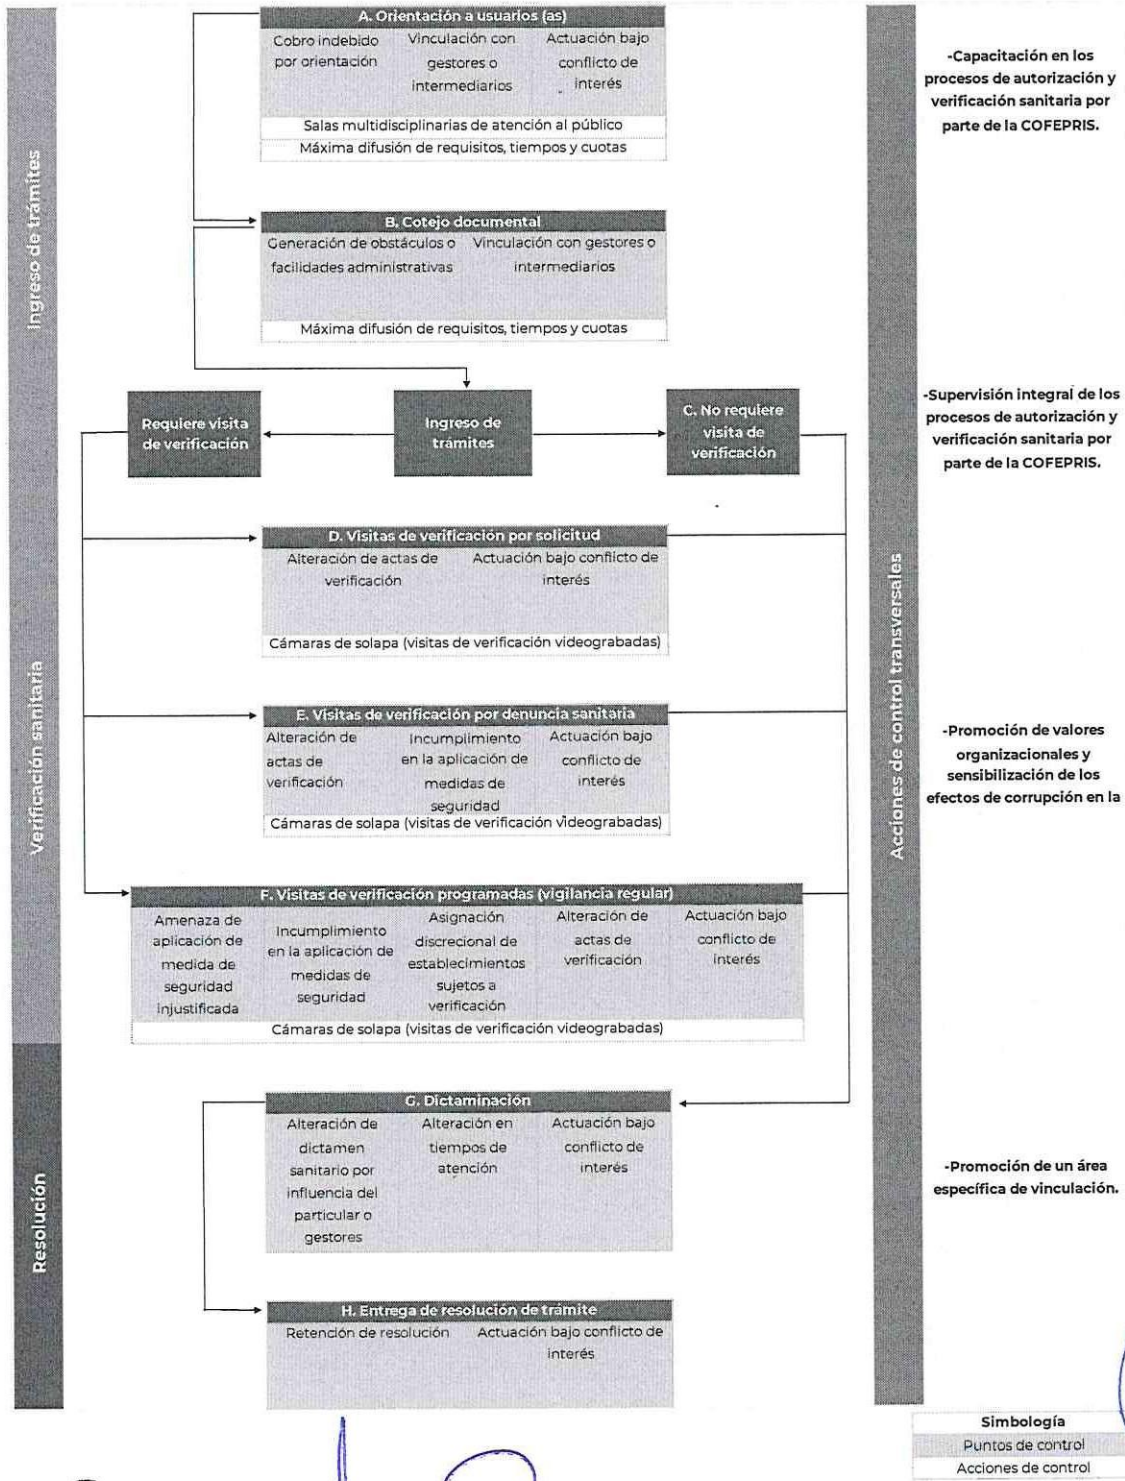 Ingreso de trámites
A. Orientación a usuarios (as)
Cobro indebido
por orientación
Vinculación con
gestores o
intermediarios
Actuación bajo
conflicto de
interés
Salas multidisciplinarias de atención al público
Máxima difusión de requisitos, tiempos y cuotas
B. Cotejo documental
Generación de obstáculos o
facilidades administrativas
Vinculación con gestores o
intermediarios
Máxima difusión de requisitos, tiempos y cuotas
Requiere visita
de verificación
Ingreso de
trámites
C. No requiere
visita de
verificación
Verificación sanitaria
D. Visitas de verificación por solicitud
Alteración de actas de
verificación
Actuación bajo conflicto de
interés
Cámaras de solapa (visitas de verificación videograbadas)
E. Visitas de verificación por denuncia sanitaria
Alteración de
actas de
verificación
Incumplimiento
en la aplicación de
medidas de
seguridad
Actuación bajo
conflicto de
interés
Cámaras de solapa (visitas de verificación videograbadas)
F. Visitas de verificación programadas (vigilancia regular)
Amenaza de
aplicación de
medida de
seguridad
injustificada
Incumplimiento
en la aplicación de
medidas de
seguridad
Asignación
discrecional de
establecimientos
sujetos a
verificación
Alteración de
actas de
verificación
Actuación bajo
conflicto de
interés
Cámaras de solapa (visitas de verificación videograbadas)
Resolución
G. Dictaminación
Alteración de
dictamen
sanitario por
influencia del
particular o
gestores
Alteración en
tiempos de
atención
Actuación bajo
conflicto de
interés
H. Entrega de resolución de trámite
Retención de resolución
Actuación bajo conflicto de
interés
Acciones de control transversales
-Capacitación en los
procesos de autorización y
verificación sanitaria por
parte de la COFEPRIS.
-Supervisión integral de los
procesos de autorización y
verificación sanitaria por
parte de la COFEPRIS.
-Promoción de valores
organizacionales y
sensibilización de los
efectos de corrupción en la
-Promoción de un área
específica de vinculación.
Simbología
Puntos de control
Acciones de control